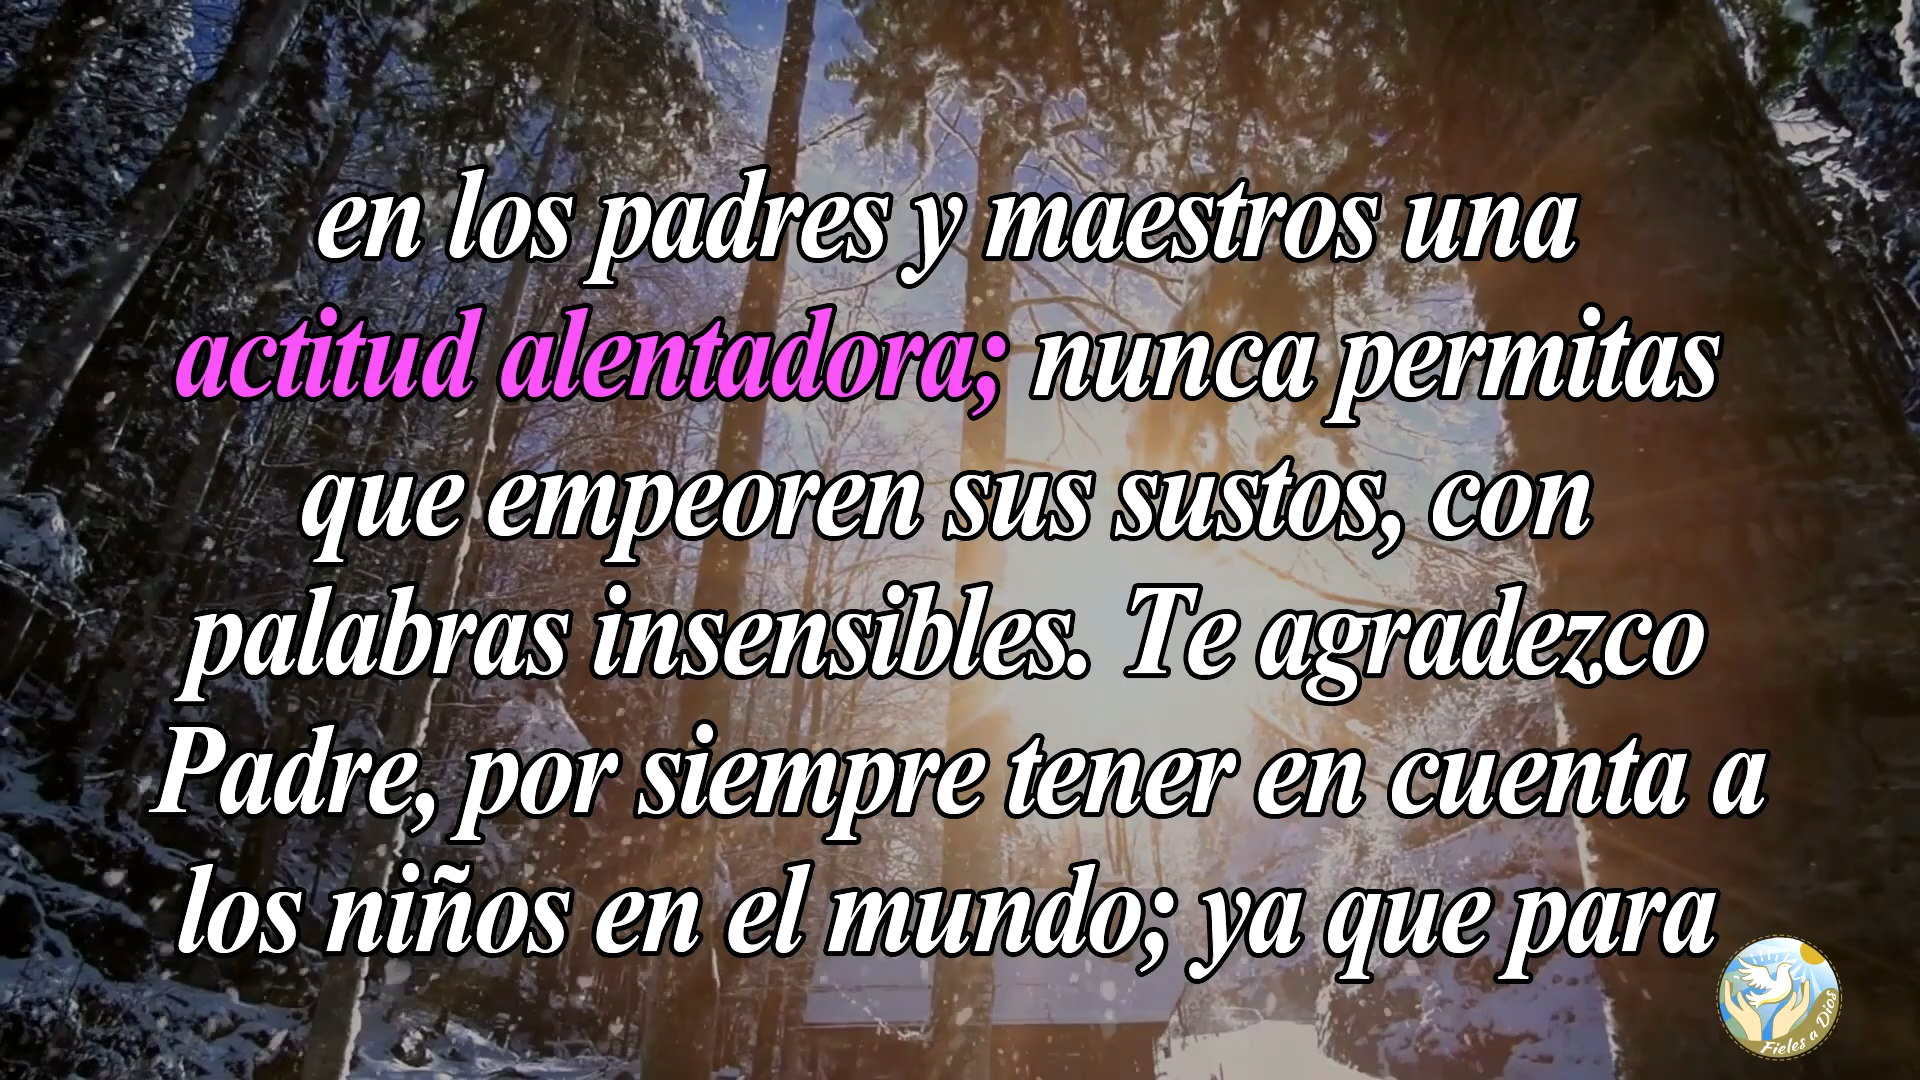 en los padres y maestros una
actitud alentadora; nunca permitas
que empeoren sus sustos, con
palabras insensibles. Te agradezco
Padre, por siempre tener en cuenta a
los niños en el mundo; ya que para
Fieles a Dios